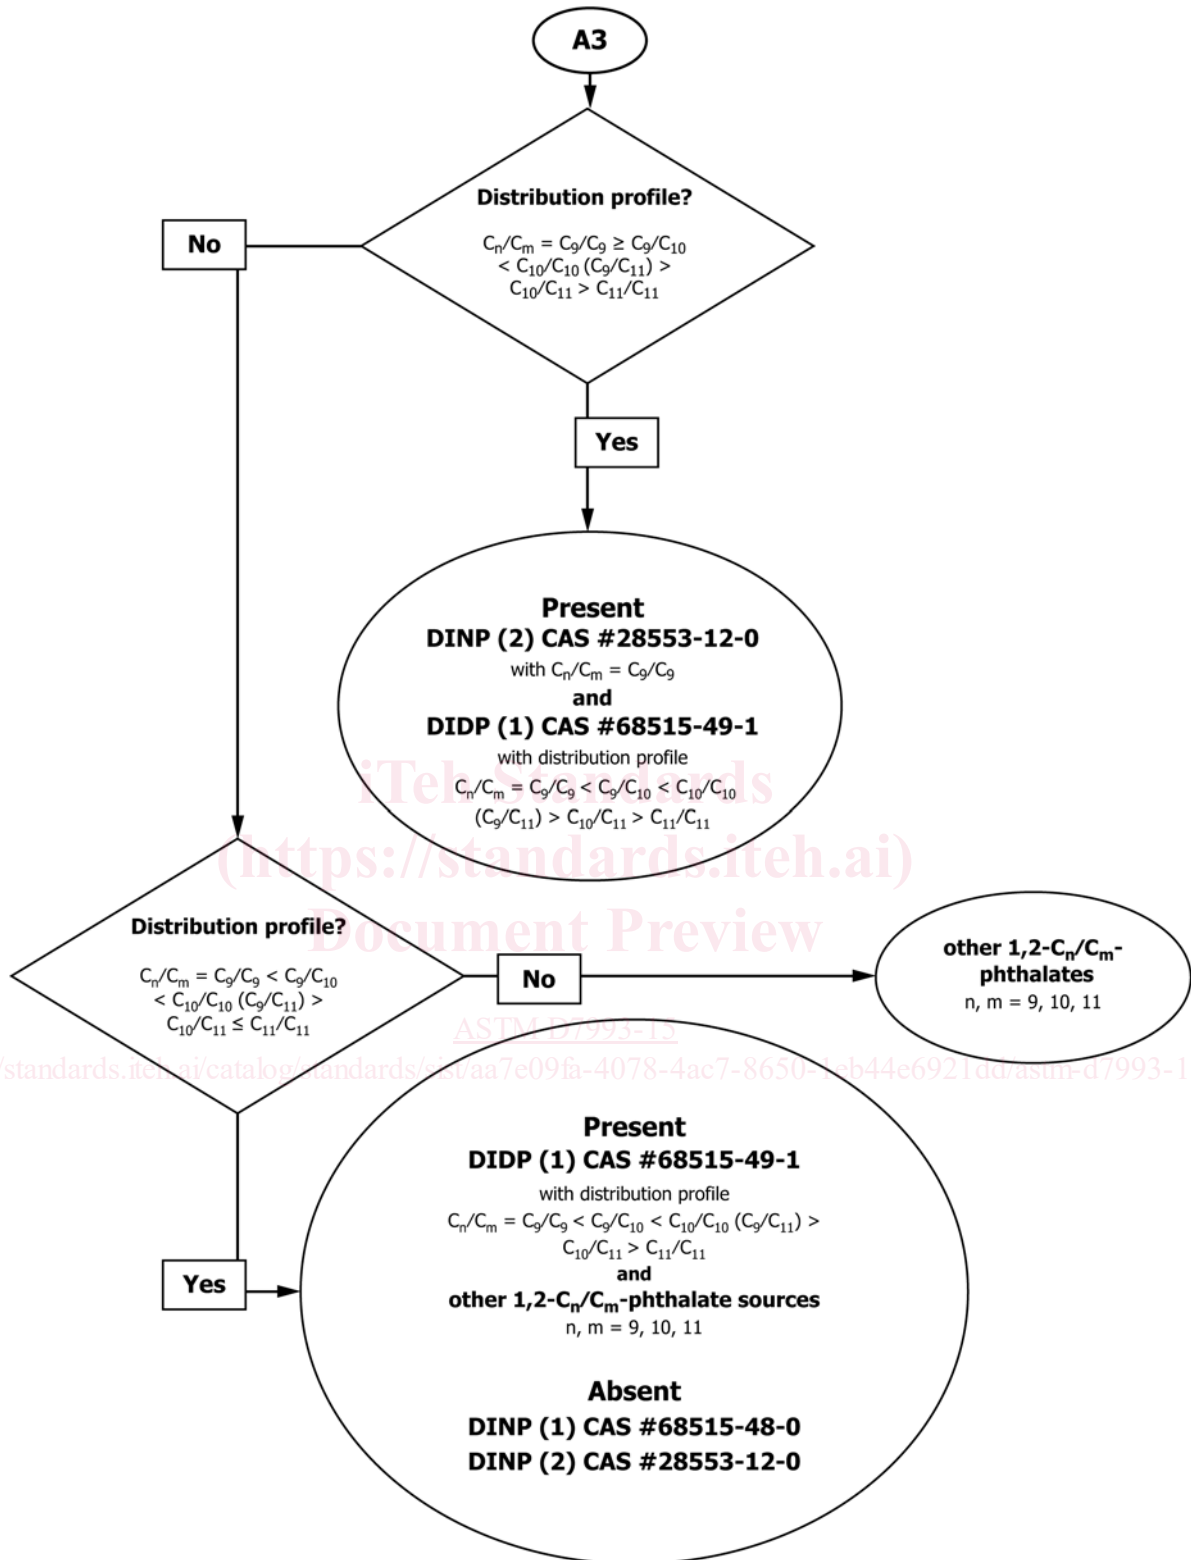 A3
Distribution profile?
Cₙ/Cₘ = C₉/C₉ ≥ C₉/C₁₀
< C₁₀/C₁₀ (C₉/C₁₁) >
C₁₀/C₁₁ > C₁₁/C₁₁
No
Yes
Present
DINP (2) CAS #28553-12-0
with Cₙ/Cₘ = C₉/C₉
and
DIDP (1) CAS #68515-49-1
with distribution profile
Cₙ/Cₘ = C₉/C₉ < C₉/C₁₀ < C₁₀/C₁₀
(C₉/C₁₁) > C₁₀/C₁₁ > C₁₁/C₁₁
iTeh Standards
(https://standards.iteh.ai)
Document Preview
Distribution profile?
Cₙ/Cₘ = C₉/C₉ < C₉/C₁₀
< C₁₀/C₁₀ (C₉/C₁₁) >
C₁₀/C₁₁ ≤ C₁₁/C₁₁
No
other 1,2-Cₙ/Cₘ-
phthalates
n, m = 9, 10, 11
ASTM D7993-15
/standards.iteh.ai/catalog/standards/sist/aa7e09fa-4078-4ac7-8650-1eb44e6921dd/astm-d7993-1
Yes
Present
DIDP (1) CAS #68515-49-1
with distribution profile
Cₙ/Cₘ = C₉/C₉ < C₉/C₁₀ < C₁₀/C₁₀ (C₉/C₁₁) >
C₁₀/C₁₁ > C₁₁/C₁₁
and
other 1,2-Cₙ/Cₘ-phthalate sources
n, m = 9, 10, 11
Absent
DINP (1) CAS #68515-48-0
DINP (2) CAS #28553-12-0